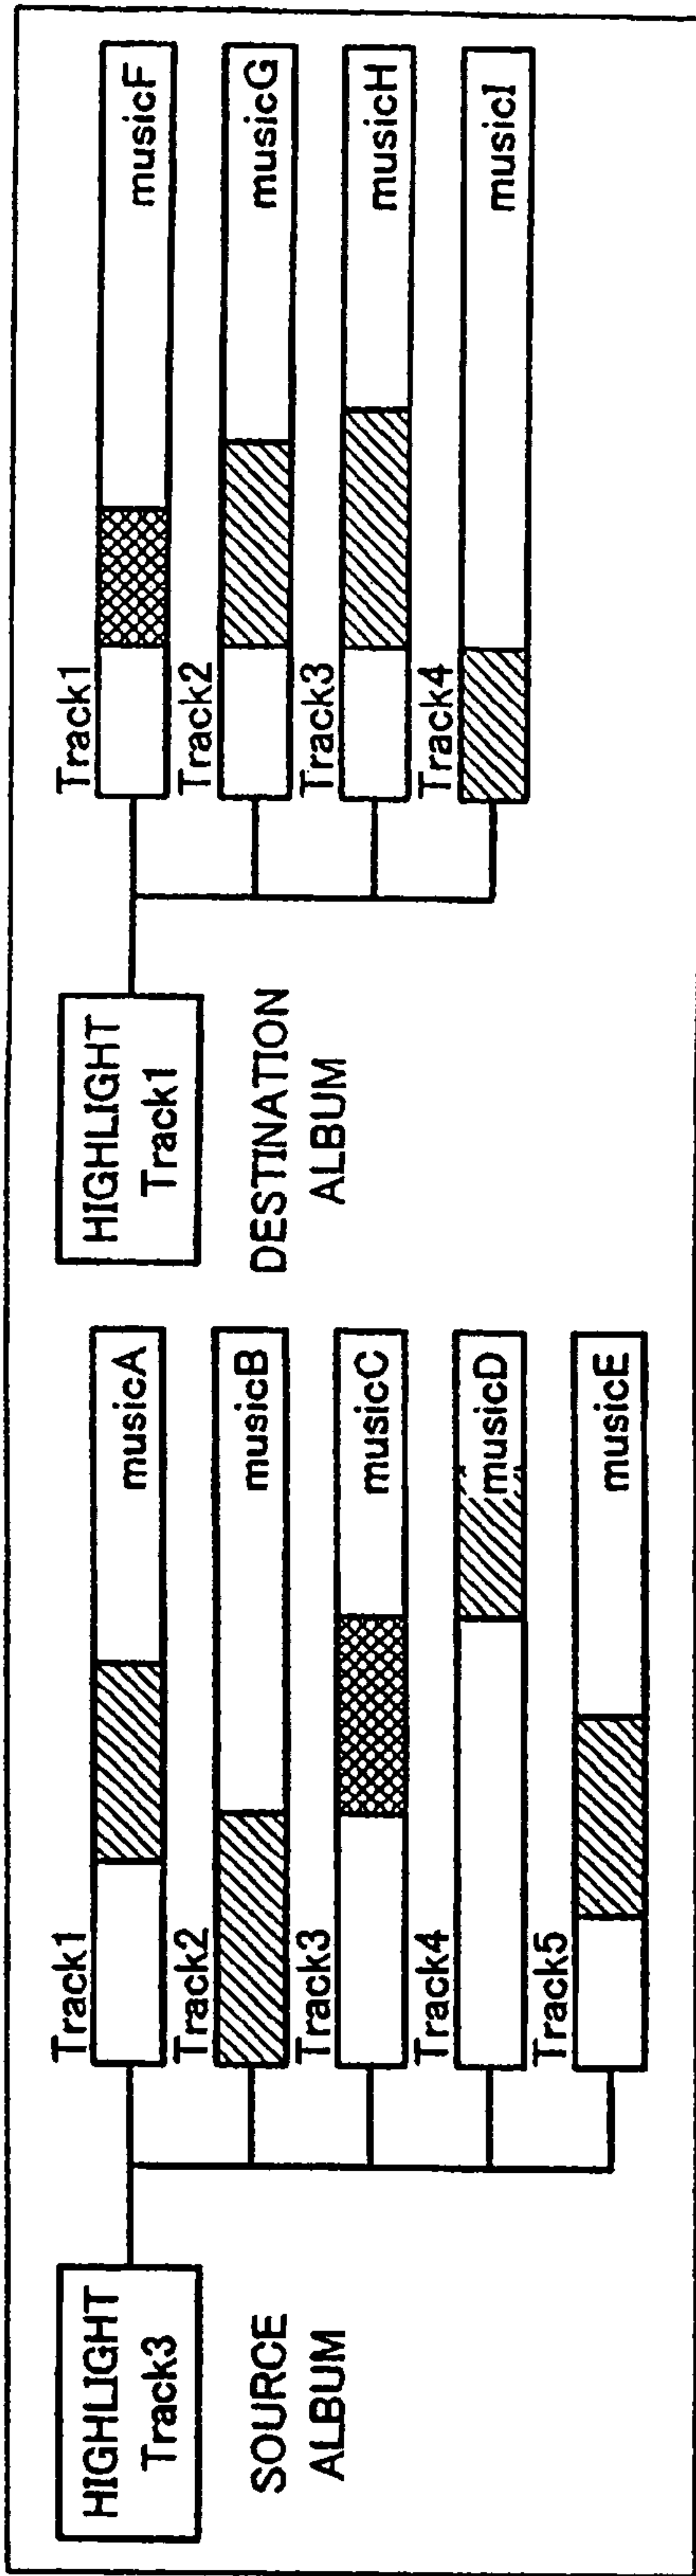 HIGHLIGHT
Track3
SOURCE
ALBUM
Track1
musicA
Track2
musicB
Track3
musicC
Track4
musicD
Track5
musicE
HIGHLIGHT
Track1
DESTINATION
ALBUM
Track1
musicF
Track2
musicG
Track3
musicH
Track4
musicI